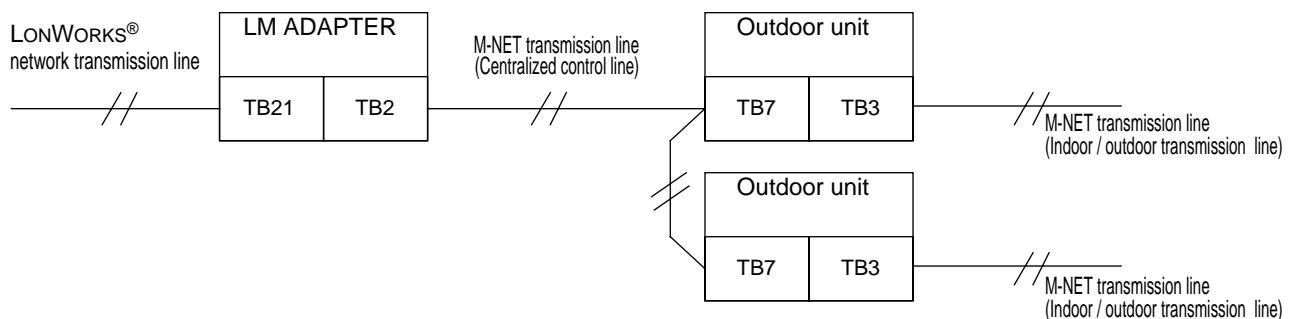 LONWORKS®
network transmission line
LM ADAPTER
TB21
TB2
M-NET transmission line
(Centralized control line)
Outdoor unit
TB7
TB3
M-NET transmission line
(Indoor / outdoor transmission line)
Outdoor unit
TB7
TB3
M-NET transmission line
(Indoor / outdoor transmission line)